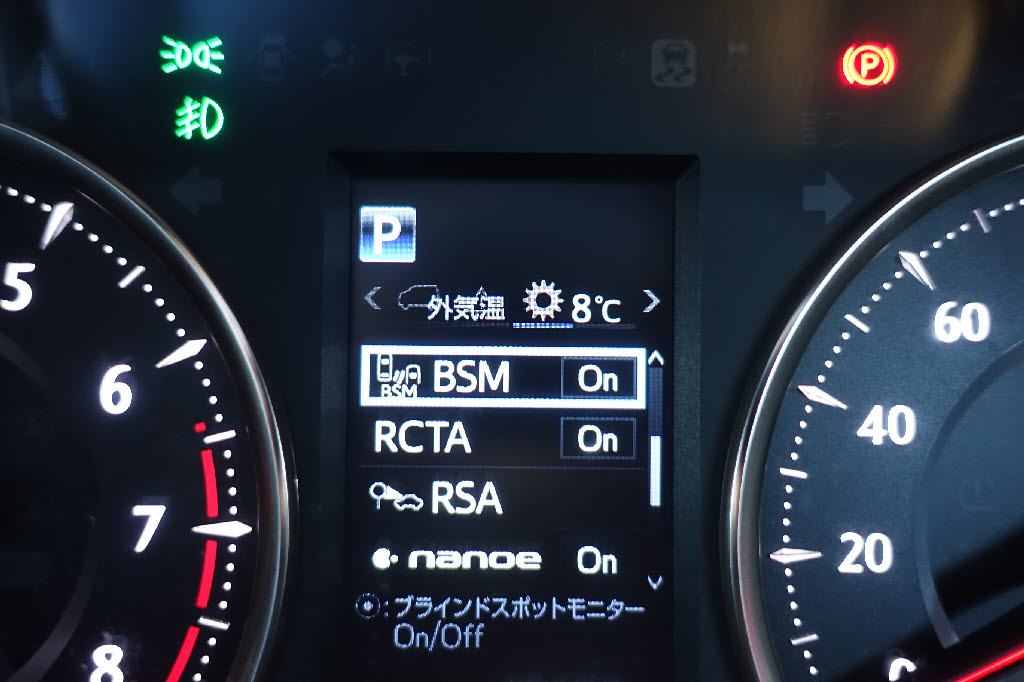 P
P
外気温 8℃
BSM BSM On
RCTA On
RSA
nanoe On
:ブラインドスポットモニター
On/Off
5
6
7
8
60
40
20
0